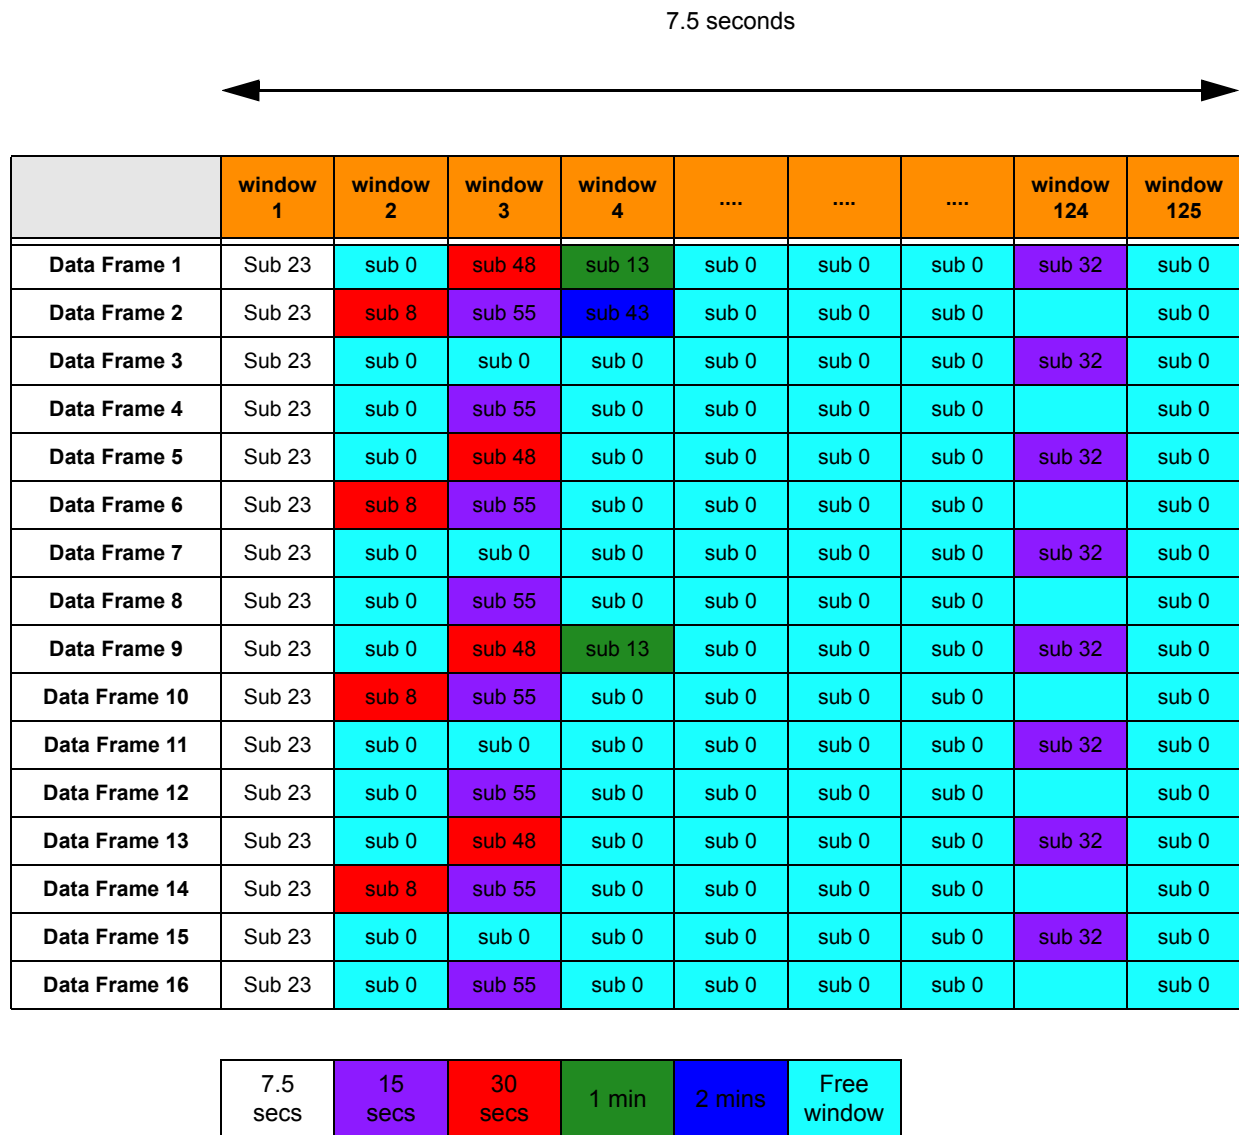 7.5 seconds
window 1 window 2 window 3 window 4 .... .... .... window 124 window 125
Data Frame 1 Sub 23 sub 0 sub 48 sub 13 sub 0 sub 0 sub 0 sub 32 sub 0
Data Frame 2 Sub 23 sub 8 sub 55 sub 43 sub 0 sub 0 sub 0 sub 0
Data Frame 3 Sub 23 sub 0 sub 0 sub 0 sub 0 sub 0 sub 0 sub 32 sub 0
Data Frame 4 Sub 23 sub 0 sub 55 sub 0 sub 0 sub 0 sub 0 sub 0
Data Frame 5 Sub 23 sub 0 sub 48 sub 0 sub 0 sub 0 sub 0 sub 32 sub 0
Data Frame 6 Sub 23 sub 8 sub 55 sub 0 sub 0 sub 0 sub 0 sub 0
Data Frame 7 Sub 23 sub 0 sub 0 sub 0 sub 0 sub 0 sub 0 sub 32 sub 0
Data Frame 8 Sub 23 sub 0 sub 55 sub 0 sub 0 sub 0 sub 0 sub 0
Data Frame 9 Sub 23 sub 0 sub 48 sub 13 sub 0 sub 0 sub 0 sub 32 sub 0
Data Frame 10 Sub 23 sub 8 sub 55 sub 0 sub 0 sub 0 sub 0 sub 0
Data Frame 11 Sub 23 sub 0 sub 0 sub 0 sub 0 sub 0 sub 0 sub 32 sub 0
Data Frame 12 Sub 23 sub 0 sub 55 sub 0 sub 0 sub 0 sub 0 sub 0
Data Frame 13 Sub 23 sub 0 sub 48 sub 0 sub 0 sub 0 sub 0 sub 32 sub 0
Data Frame 14 Sub 23 sub 8 sub 55 sub 0 sub 0 sub 0 sub 0 sub 0
Data Frame 15 Sub 23 sub 0 sub 0 sub 0 sub 0 sub 0 sub 0 sub 32 sub 0
Data Frame 16 Sub 23 sub 0 sub 55 sub 0 sub 0 sub 0 sub 0 sub 0
7.5 secs 15 secs 30 secs 1 min 2 mins Free window